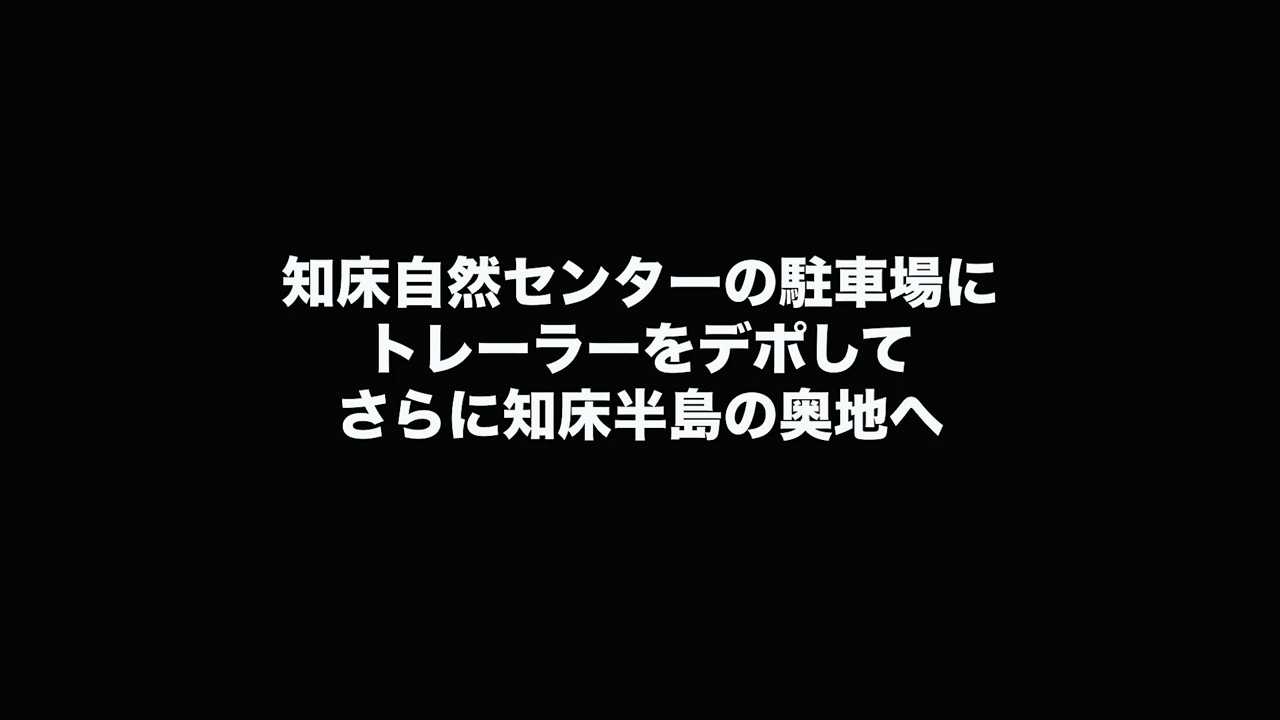 知床自然センターの駐車場に
トレーラーをデポして
さらに知床半島の奥地へ